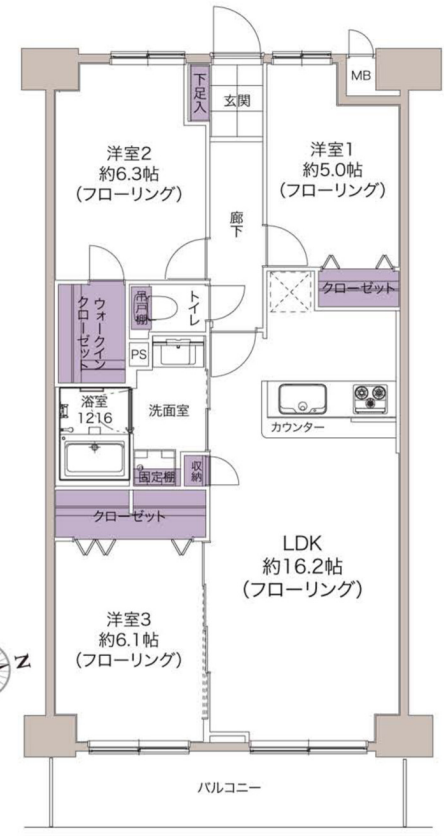 下足入
玄関
MB
洋室2
約6.3帖
(フローリング)
洋室1
約5.0帖
(フローリング)
廊下
クローゼット
ウォークイン
クローゼット
吊戸棚
トイレ
PS
浴室
1216
洗面室
カウンター
固定棚
収納
クローゼット
LDK
約16.2帖
(フローリング)
洋室3
約6.1帖
(フローリング)
N
バルコニー